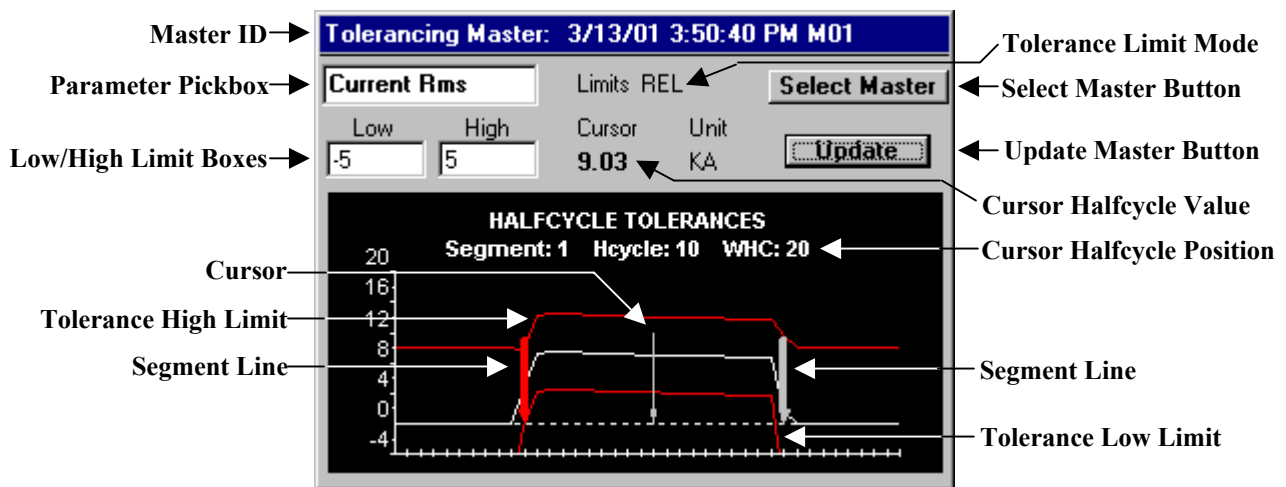 Master ID
Tolerancing Master: 3/13/01 3:50:40 PM M01
Tolerance Limit Mode
Parameter Pickbox
Current Rms
Limits REL
Select Master
Select Master Button
Low High Cursor Unit
Low/High Limit Boxes
-5 5 9.03 KA
Update
Update Master Button
Cursor Halfcycle Value
HALFCYCLE TOLERANCES
Segment: 1 Hcycle: 10 WHC: 20
Cursor Halfcycle Position
Cursor
Tolerance High Limit
Segment Line
20
16
12
8
4
0
-4
Segment Line
Tolerance Low Limit